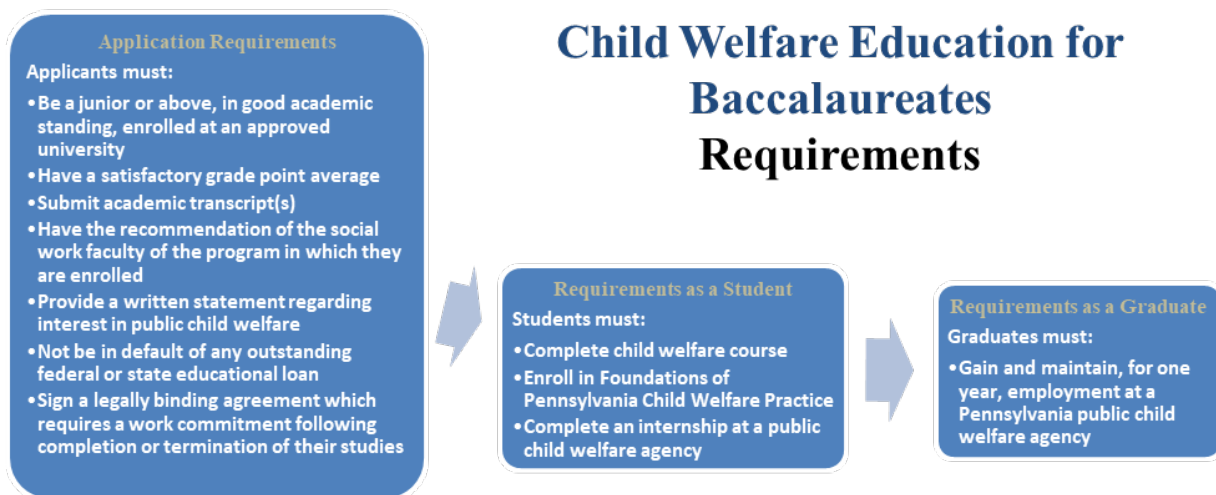 Child Welfare Education for
Baccalaureates
Requirements
Application Requirements
Applicants must:
•Be a junior or above, in good academic
standing, enrolled at an approved
university
•Have a satisfactory grade point average
•Submit academic transcript(s)
•Have the recommendation of the social
work faculty of the program in which they
are enrolled
•Provide a written statement regarding
interest in public child welfare
•Not be in default of any outstanding
federal or state educational loan
•Sign a legally binding agreement which
requires a work commitment following
completion or termination of their studies
Requirements as a Student
Students must:
•Complete child welfare course
•Enroll in Foundations of
Pennsylvania Child Welfare Practice
•Complete an internship at a public
child welfare agency
Requirements as a Graduate
Graduates must:
•Gain and maintain, for one
year, employment at a
Pennsylvania public child
welfare agency